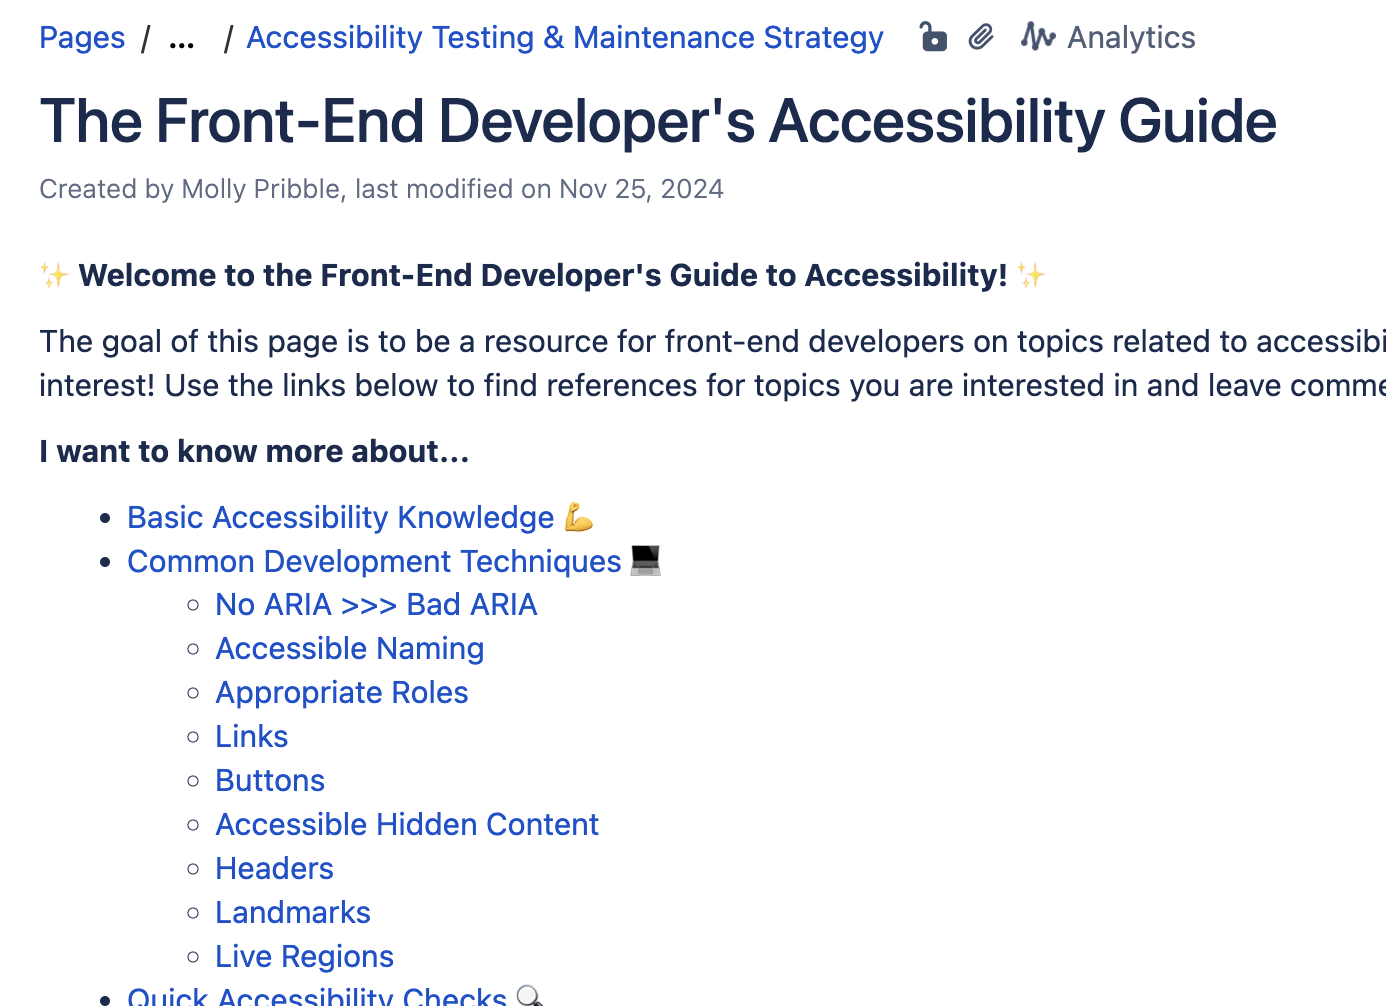 Pages / ... / Accessibility Testing & Maintenance Strategy Analytics
The Front-End Developer's Accessibility Guide
Created by Molly Pribble, last modified on Nov 25, 2024
✨ Welcome to the Front-End Developer's Guide to Accessibility! ✨
The goal of this page is to be a resource for front-end developers on topics related to accessibi
interest! Use the links below to find references for topics you are interested in and leave comme
I want to know more about...
• Basic Accessibility Knowledge 💪
• Common Development Techniques 💻
◦ No ARIA >>> Bad ARIA
◦ Accessible Naming
◦ Appropriate Roles
◦ Links
◦ Buttons
◦ Accessible Hidden Content
◦ Headers
◦ Landmarks
◦ Live Regions
• Quick Accessibility Checks 🔍